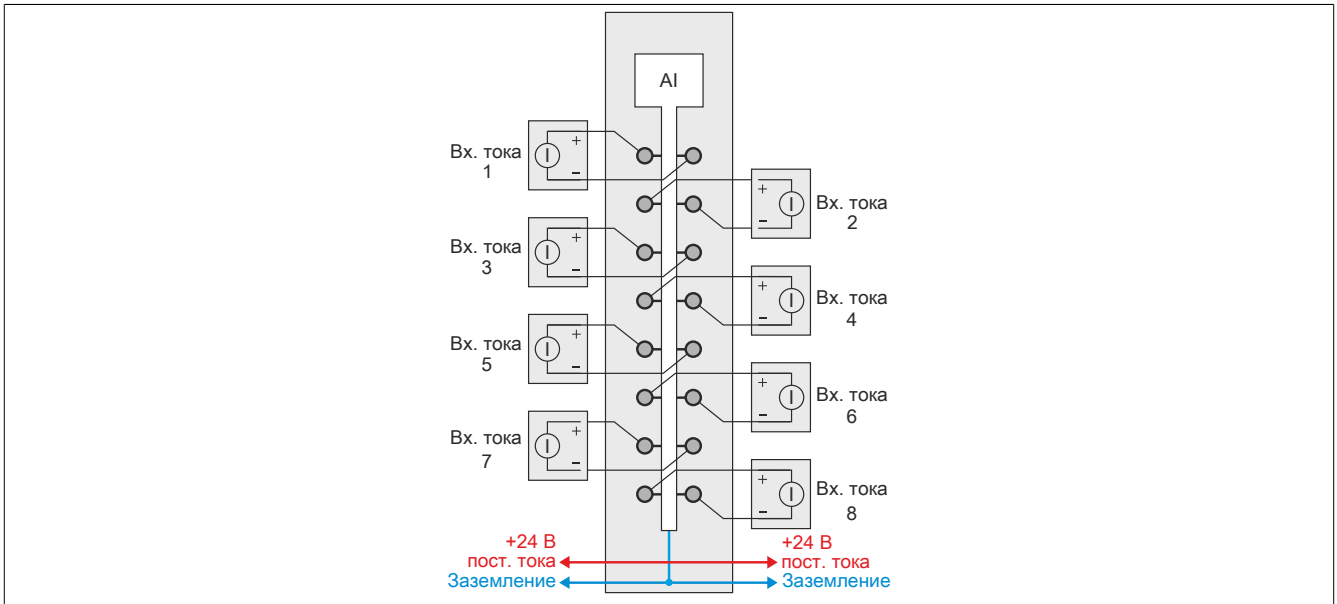 AI
Вх. тока
1
+
I
−
Вх. тока
2
+
I
−
Вх. тока
3
+
I
−
Вх. тока
4
+
I
−
Вх. тока
5
+
I
−
Вх. тока
6
+
I
−
Вх. тока
7
+
I
−
Вх. тока
8
+
I
−
+24 В
пост. тока
Заземление
+24 В
пост. тока
Заземление